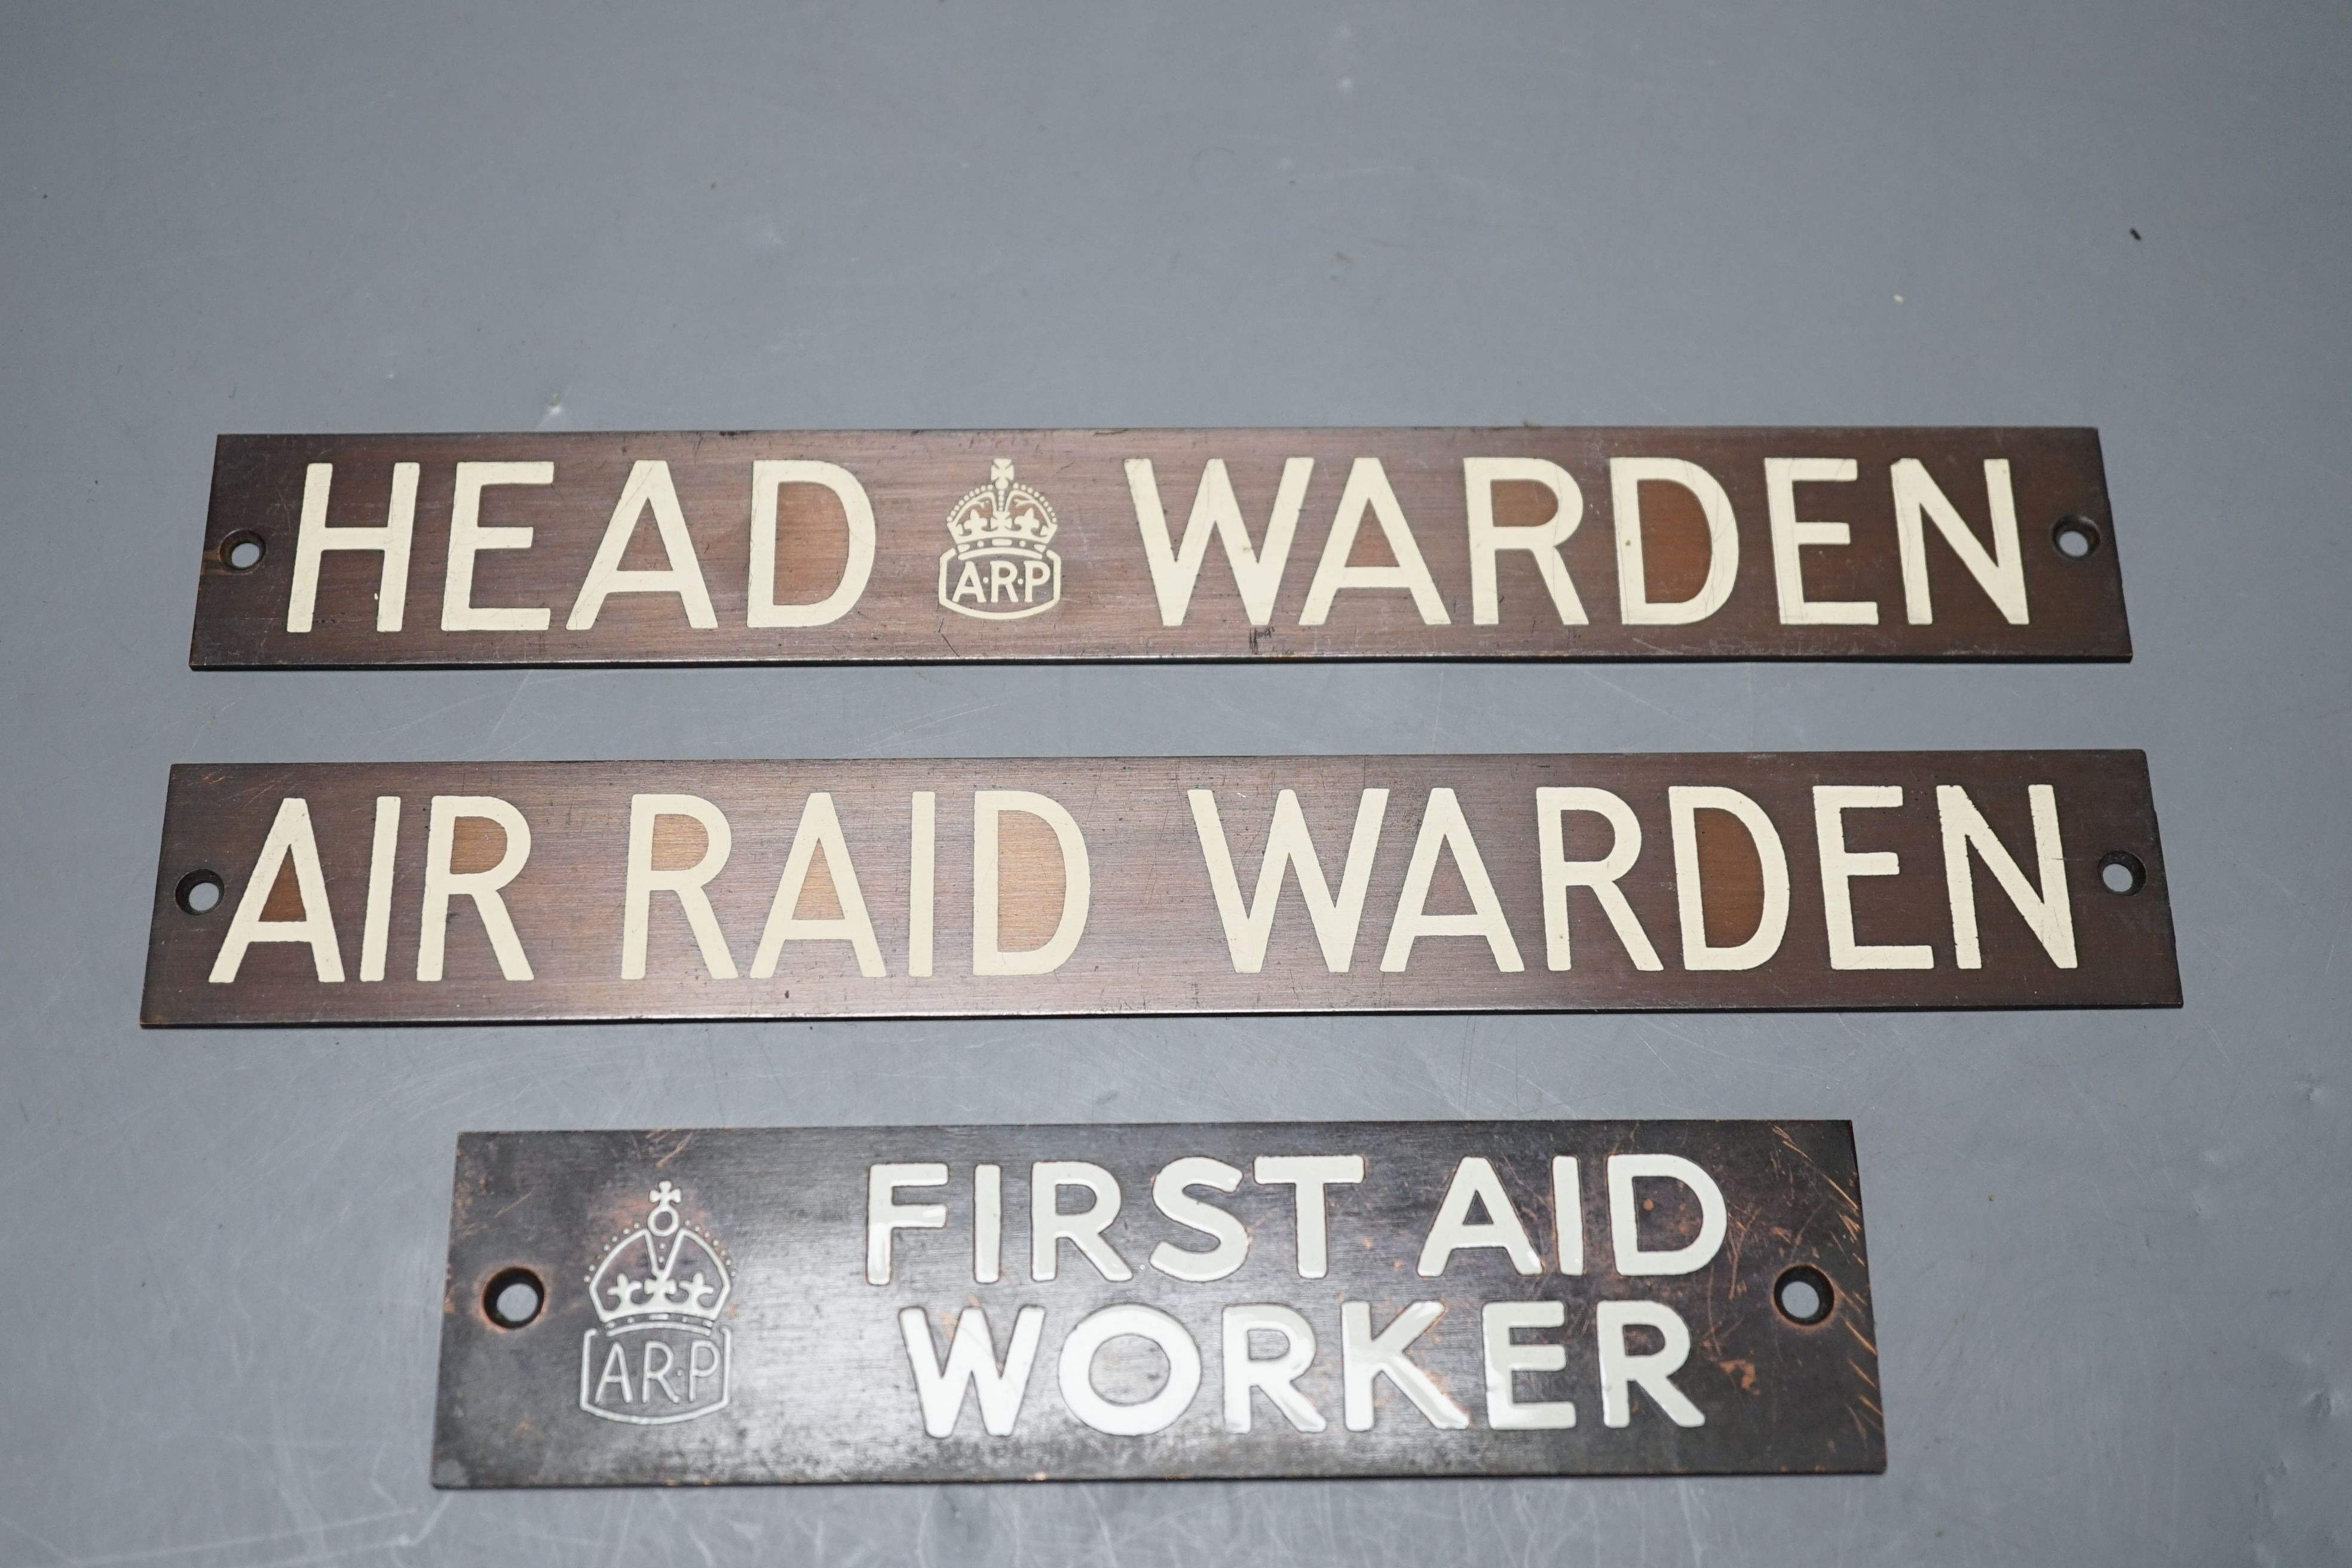 HEAD A·R·P WARDEN
AIR RAID WARDEN
FIRST AID
WORKER
A·R·P